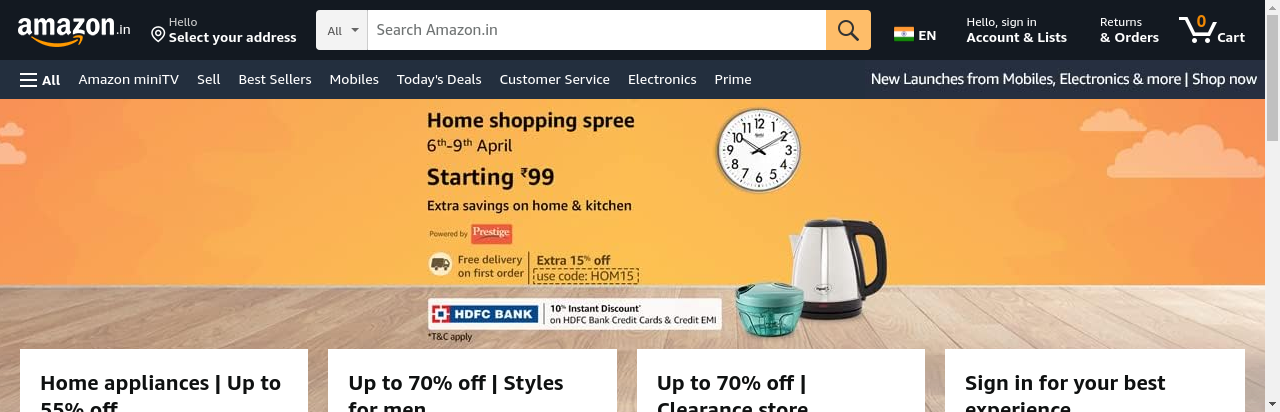 amazon.in
Hello
Select your address
All
Search Amazon.in
EN
Hello, sign in
Account & Lists
Returns
& Orders
0
Cart
All
Amazon miniTV
Sell
Best Sellers
Mobiles
Today's Deals
Customer Service
Electronics
Prime
New Launches from Mobiles, Electronics & more | Shop now
Home shopping spree
6th-9th April
Starting ₹99
Extra savings on home & kitchen
Powered by Prestige
Free delivery
on first order
Extra 15% off
use code: HOM15
HDFC BANK
10% Instant Discount*
on HDFC Bank Credit Cards & Credit EMI
*T&C apply
12
1
2
3
4
5
6
7
8
9
10
11
Home appliances | Up to
55% off
Up to 70% off | Styles
for men
Up to 70% off |
Clearance store
Sign in for your best
experience